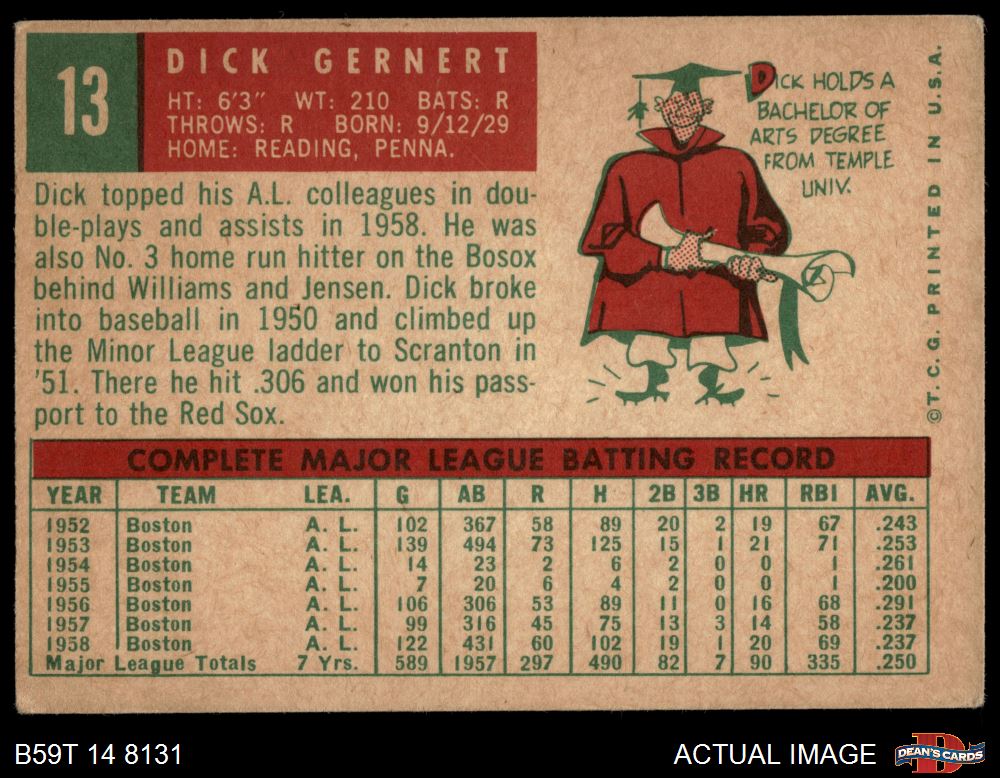 13
DICK GERNERT
HT: 6'3" WT: 210 BATS: R
THROWS: R BORN: 9/12/29
HOME: READING, PENNA.
Dick topped his A.L. colleagues in dou-
ble-plays and assists in 1958. He was
also No. 3 home run hitter on the Bosox
behind Williams and Jensen. Dick broke
into baseball in 1950 and climbed up
the Minor League ladder to Scranton in
'51. There he hit .306 and won his pass-
port to the Red Sox.
DICK HOLDS A
BACHELOR OF
ARTS DEGREE
FROM TEMPLE
UNIV.
©T.C.G. PRINTED IN U.S.A.
COMPLETE MAJOR LEAGUE BATTING RECORD
YEAR TEAM LEA. G AB R H 2B 3B HR RBI AVG.
1952 Boston A. L. 102 367 58 89 20 2 19 67 .243
1953 Boston A. L. 139 494 73 125 15 1 21 71 .253
1954 Boston A. L. 14 23 2 6 2 0 0 1 .261
1955 Boston A. L. 7 20 6 4 2 0 0 1 .200
1956 Boston A. L. 106 306 53 89 11 0 16 68 .291
1957 Boston A. L. 99 316 45 75 13 3 14 58 .237
1958 Boston A. L. 122 431 60 102 19 1 20 69 .237
Major League Totals 7 Yrs. 589 1957 297 490 82 7 90 335 .250
B59T 14 8131
ACTUAL IMAGE
DEAN'S CARDS